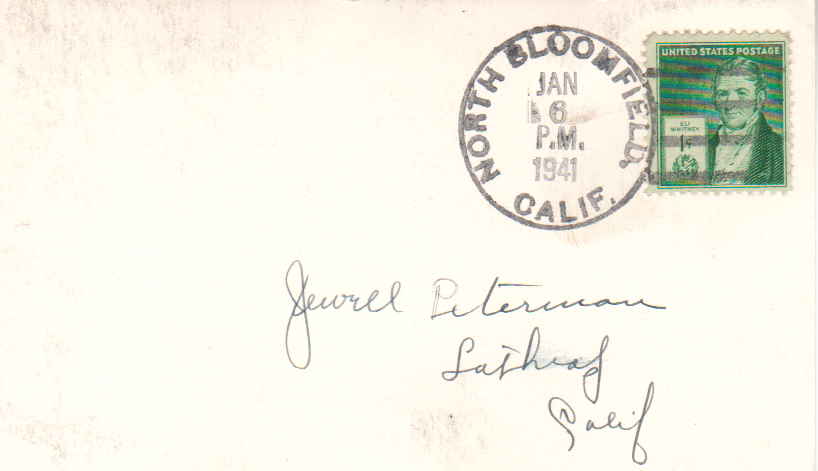 NORTH BLOOMFIELD, CALIF.
JAN
6
P.M.
1941
UNITED STATES POSTAGE
ELI
WHITNEY
1¢
Jewell Peterman
Lathrop
Calif